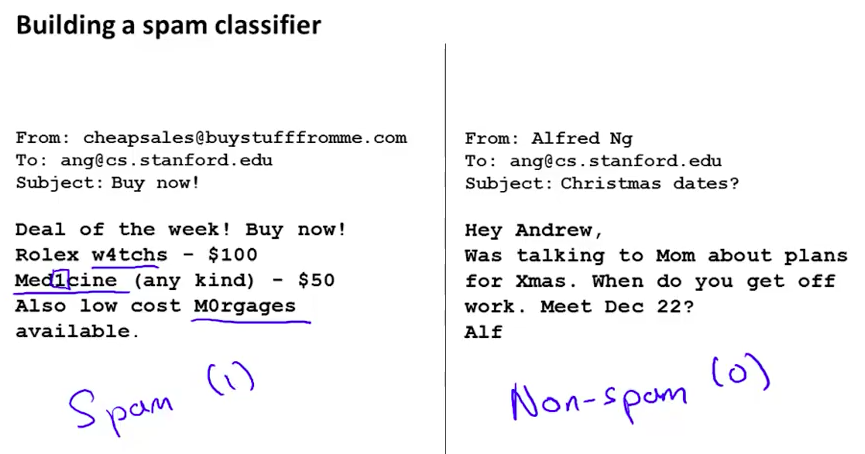 Building a spam classifier
From: cheapsales@buystufffromme.com
To: ang@cs.stanford.edu
Subject: Buy now!
Deal of the week! Buy now!
Rolex w4tchs - $100
Med1cine (any kind) - $50
Also low cost M0rgages
available.
Spam (1)
From: Alfred Ng
To: ang@cs.stanford.edu
Subject: Christmas dates?
Hey Andrew,
Was talking to Mom about plans
for Xmas. When do you get off
work. Meet Dec 22?
Alf
Non-spam (0)